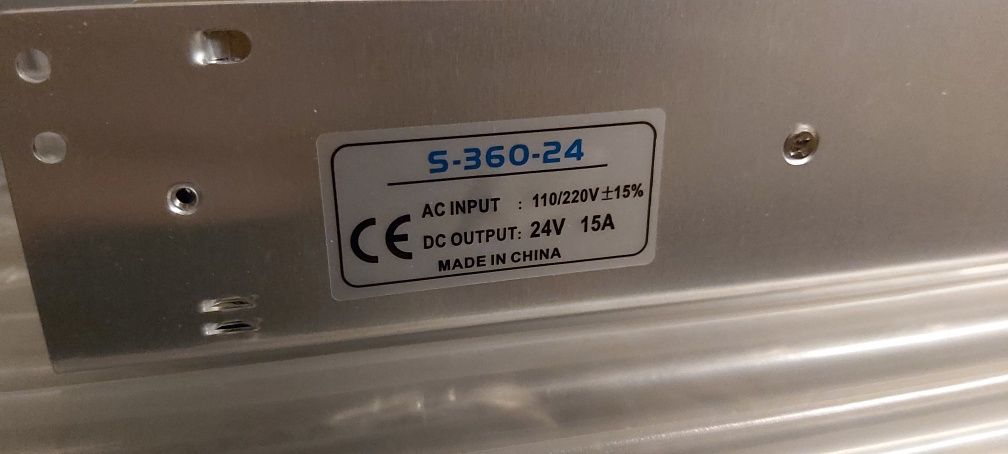 S-360-24
AC INPUT : 110/220V±15%
DC OUTPUT: 24V 15A
CE
MADE IN CHINA